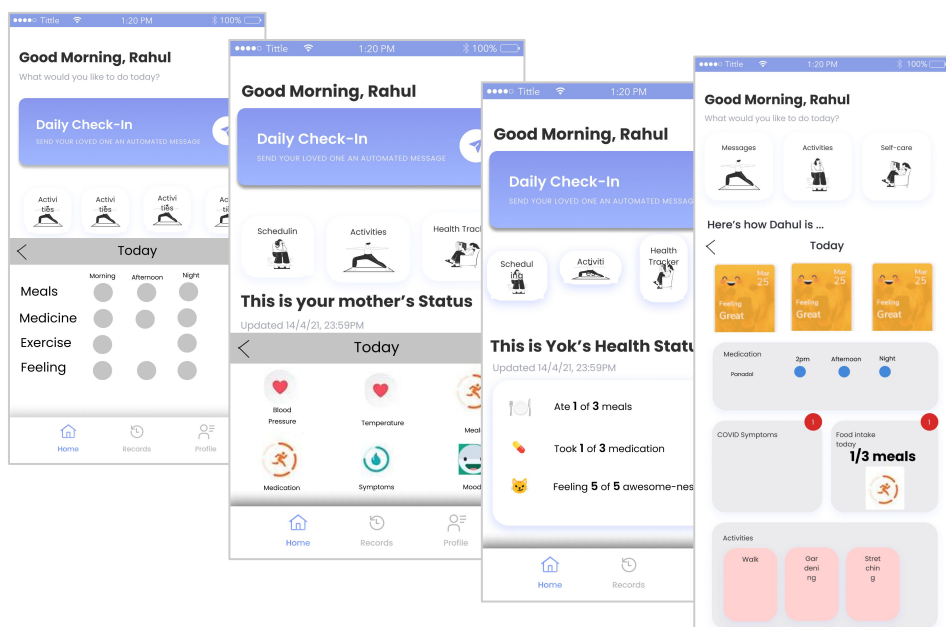 Tittle 1:20 PM 100%
Good Morning, Rahul
What would you like to do today?
Daily Check-In
SEND YOUR LOVED ONE AN AUTOMATED MESSAGE
Activi
ties
Activi
ties
Activi
ties
Today
Morning Afternoon Night
Meals
Medicine
Exercise
Feeling
Home Records Profile
Tittle 1:20 PM 100%
Good Morning, Rahul
Daily Check-In
SEND YOUR LOVED ONE AN AUTOMATED MESSAGE
Schedulin
Activities
Health Trac
This is your mother's Status
Updated 14/4/21, 23:59PM
Today
Blood
Pressure
Temperature
Meal
Medication
Symptoms
Mood
Home Records Profile
Tittle 1:20 PM
Good Morning, Rahul
Daily Check-In
SEND YOUR LOVED ONE AN AUTOMATED MESSAG
Schedul
ing
Activiti
Health
Tracker
This is Yok's Health Statu
Updated 14/4/21, 23:59PM
Ate 1 of 3 meals
Took 1 of 3 medication
Feeling 5 of 5 awesome-nes
Home Records
Tittle 1:20 PM 100%
Good Morning, Rahul
What would you like to do today?
Messages
Activities
Self-care
Here's how Dahul is ...
Today
Mar
25
Feeling
Great
Mar
25
Feeling
Great
Mar
25
Feeling
Great
Medication 2pm Afternoon Night
Panadol
COVID Symptoms
1
Food intake
today
1
1/3 meals
Activities
Walk
Gar
deni
ng
Stret
chin
g